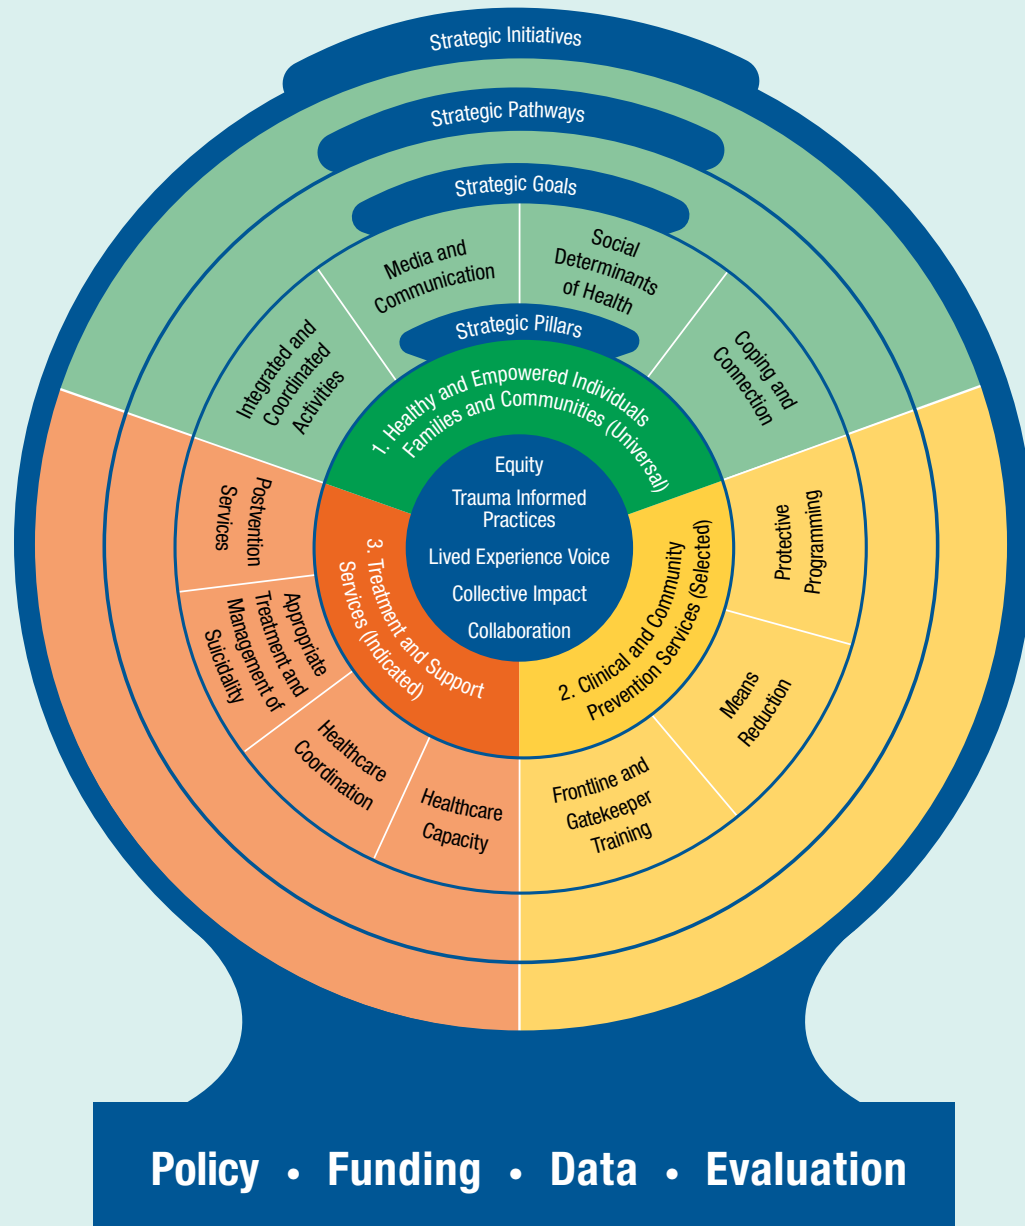 Strategic Initiatives
Strategic Pathways
Strategic Goals
Media and
Communication
Social
Determinants
of Health
Integrated and
Coordinated
Activities
Coping and
Connection
Strategic Pillars
1. Healthy and Empowered Individuals
Families and Communities (Universal)
Equity
Trauma Informed
Practices
Lived Experience Voice
Collective Impact
Collaboration
Protective
Programming
Means
Reduction
Frontline and
Gatekeeper
Training
2. Clinical and Community
Prevention Services (Selected)
3. Treatment and Support
Services (Indicated)
Postvention
Services
Appropriate
Treatment and
Management of
Suicidality
Healthcare
Coordination
Healthcare
Capacity
Policy • Funding • Data • Evaluation